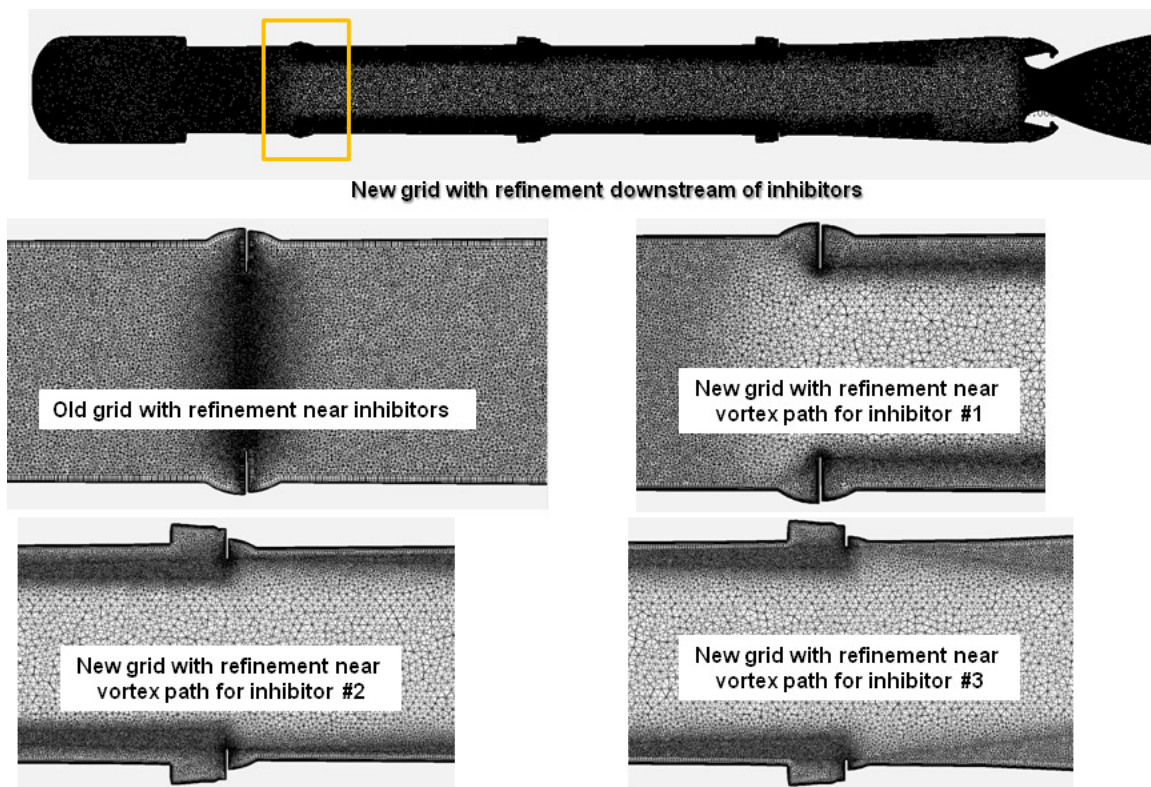 New grid with refinement downstream of inhibitors
Old grid with refinement near inhibitors
New grid with refinement near
vortex path for inhibitor #1
New grid with refinement near
vortex path for inhibitor #2
New grid with refinement near
vortex path for inhibitor #3